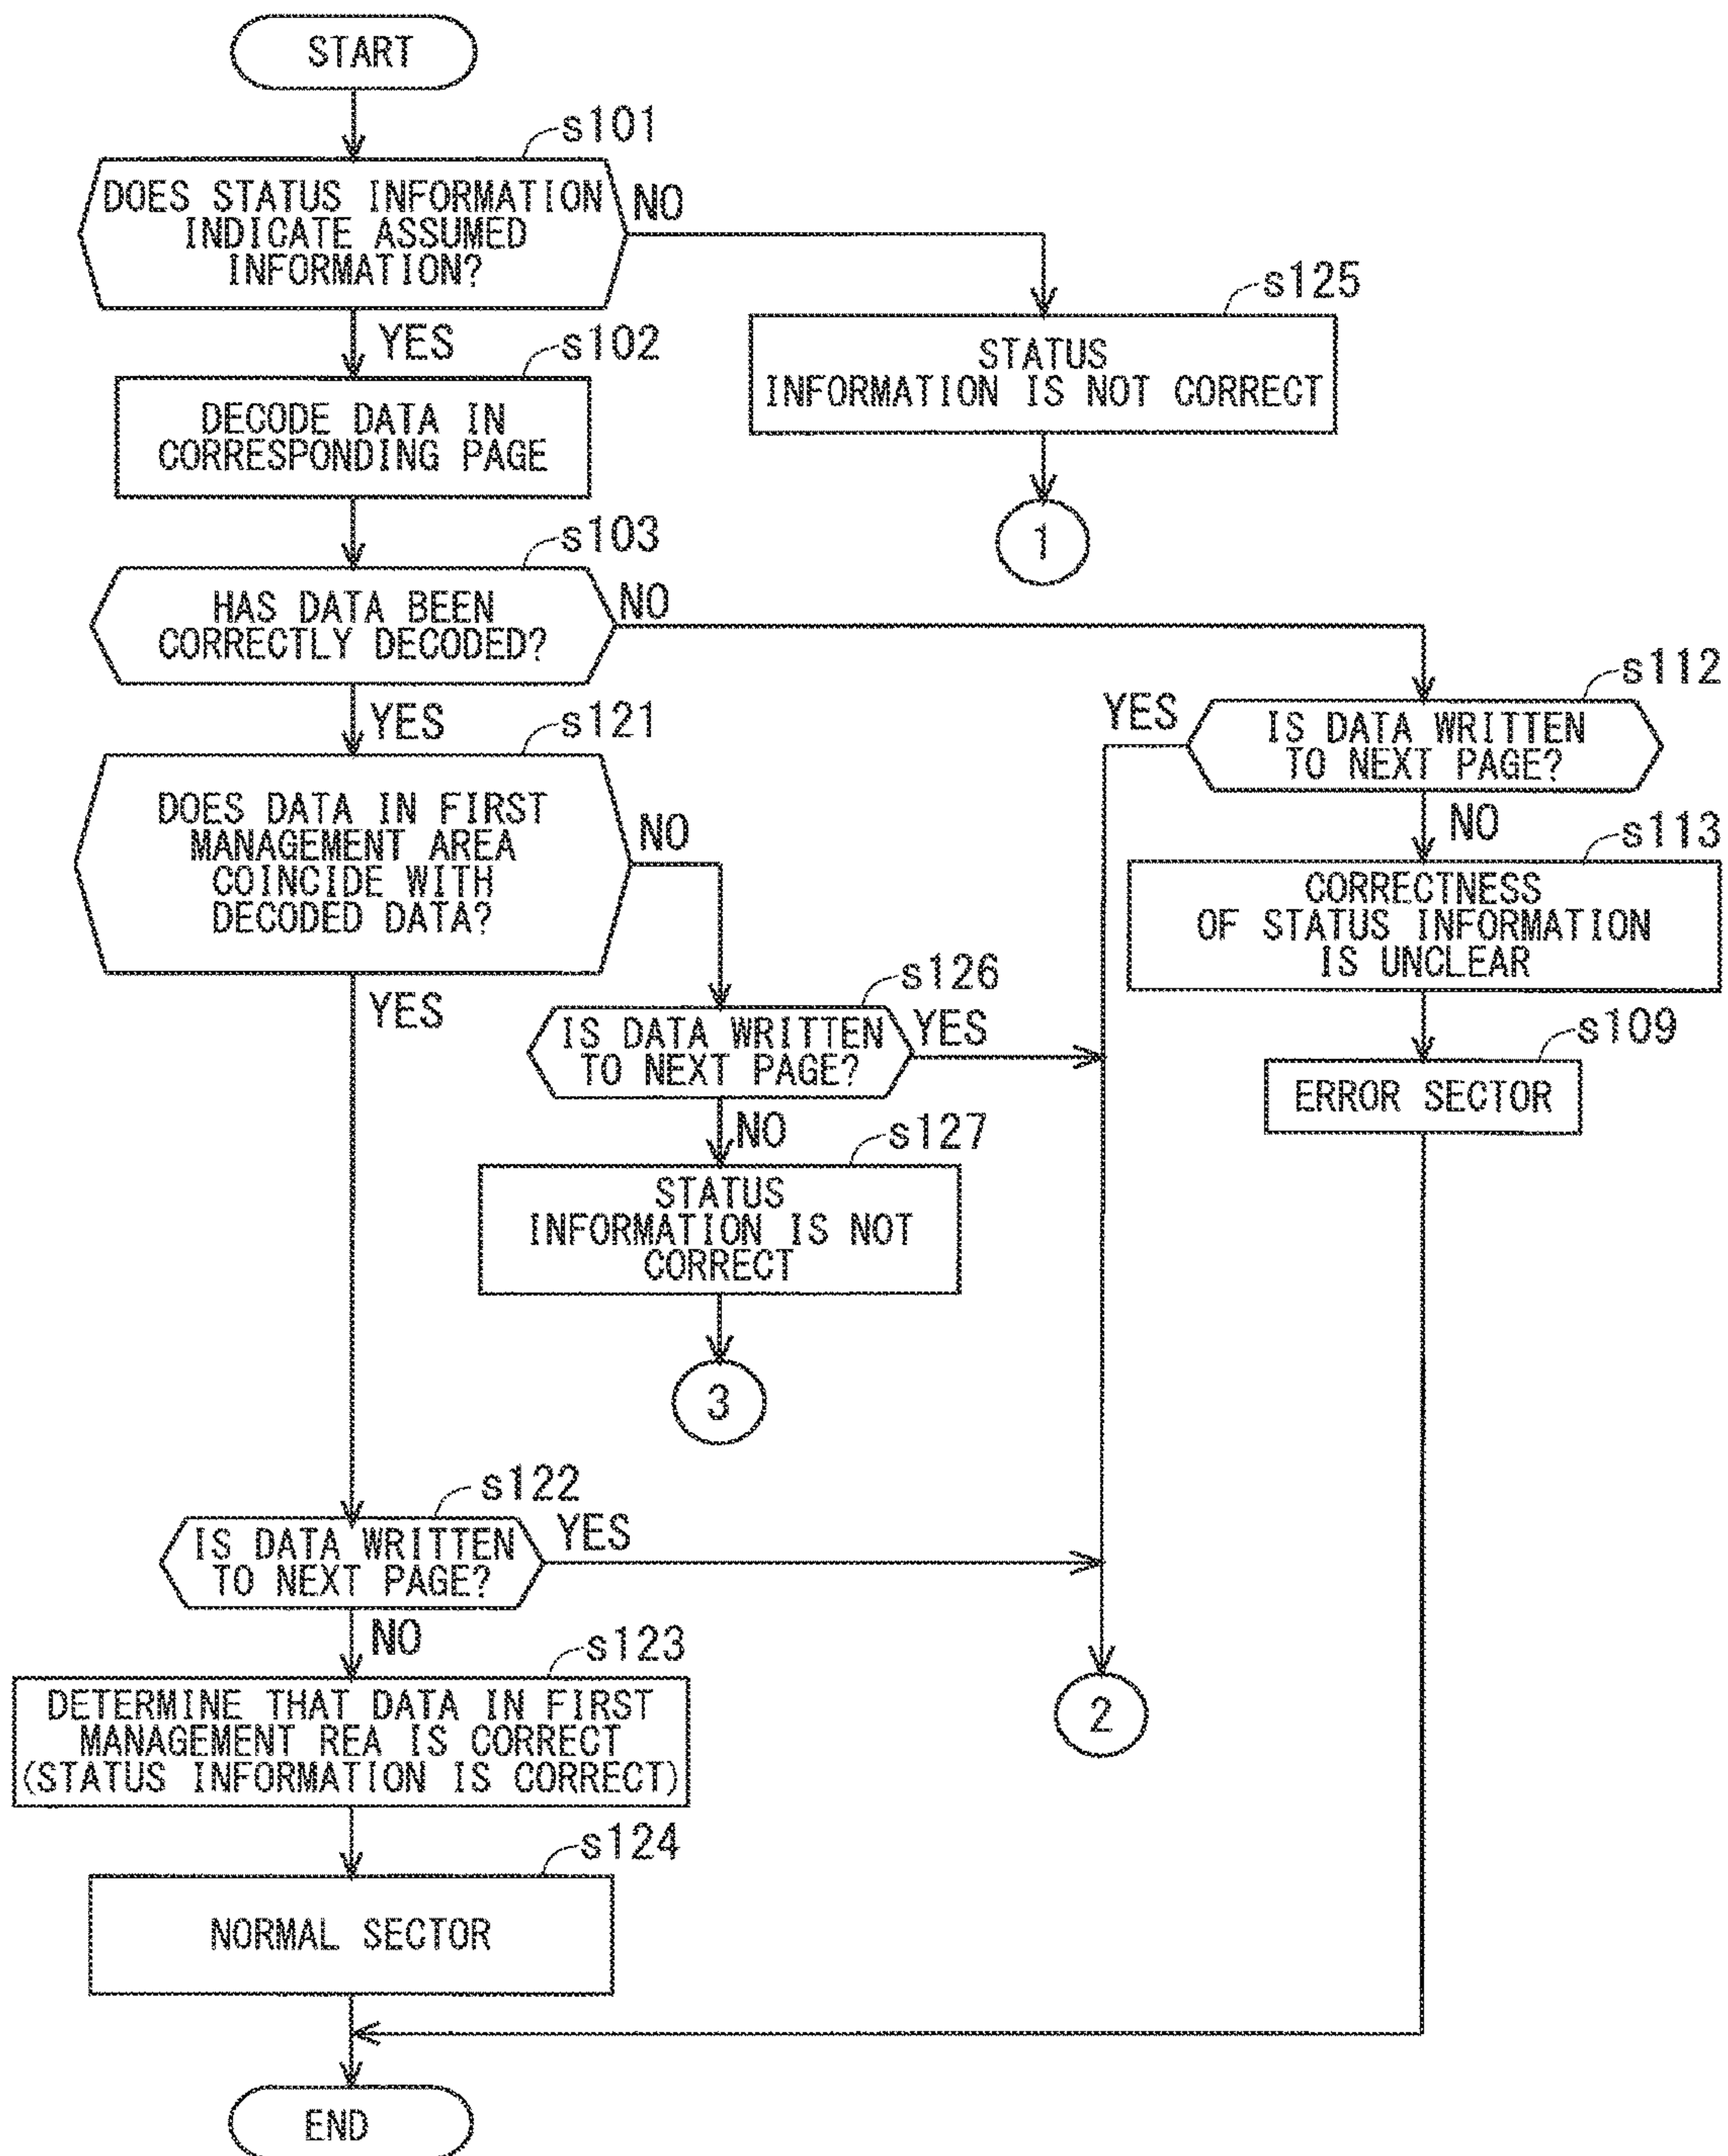 START
s101
DOES STATUS INFORMATION
INDICATE ASSUMED
INFORMATION?
NO
s125
STATUS
INFORMATION IS NOT CORRECT
1
YES
s102
DECODE DATA IN
CORRESPONDING PAGE
s103
HAS DATA BEEN
CORRECTLY DECODED?
NO
s112
IS DATA WRITTEN
TO NEXT PAGE?
YES
NO
s113
CORRECTNESS
OF STATUS INFORMATION
IS UNCLEAR
s109
ERROR SECTOR
YES
s121
DOES DATA IN FIRST
MANAGEMENT AREA
COINCIDE WITH
DECODED DATA?
NO
s126
IS DATA WRITTEN
TO NEXT PAGE?
YES
NO
s127
STATUS
INFORMATION IS NOT
CORRECT
3
YES
s122
IS DATA WRITTEN
TO NEXT PAGE?
YES
2
NO
s123
DETERMINE THAT DATA IN FIRST
MANAGEMENT REA IS CORRECT
(STATUS INFORMATION IS CORRECT)
s124
NORMAL SECTOR
END